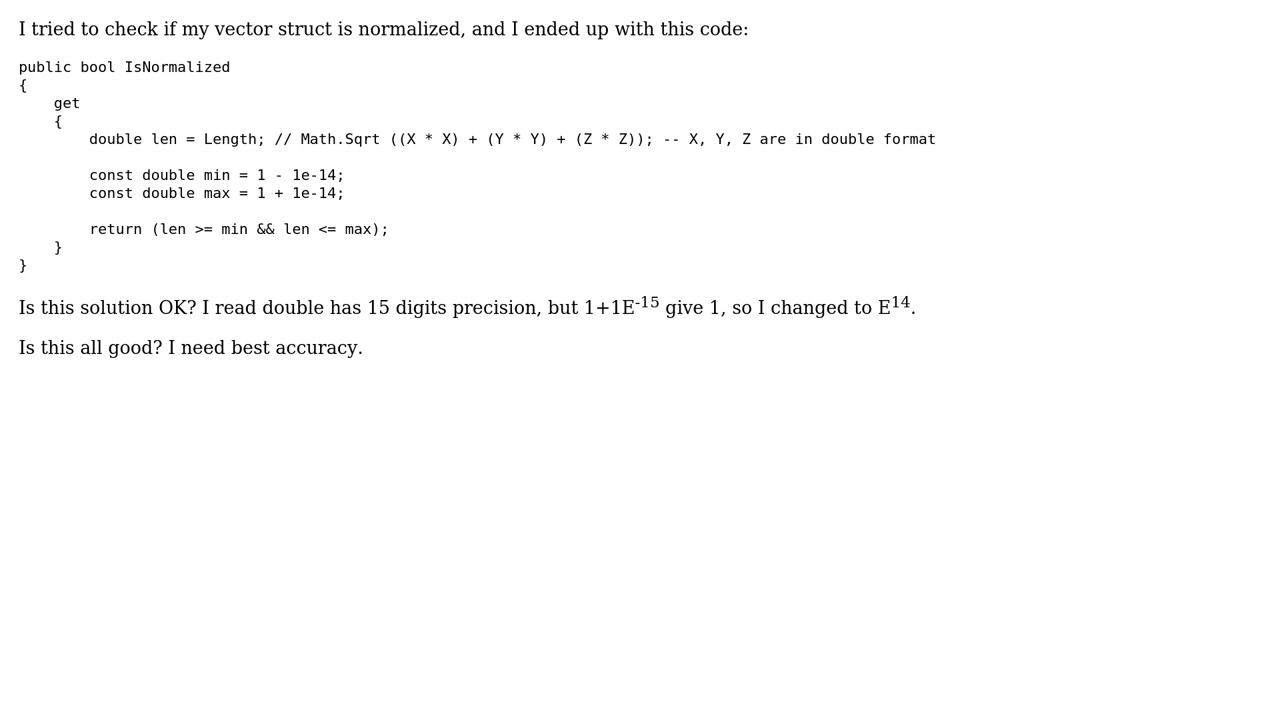 I tried to check if my vector struct is normalized, and I ended up with this code:
public bool IsNormalized
{
    get
    {
        double len = Length; // Math.Sqrt ((X * X) + (Y * Y) + (Z * Z)); -- X, Y, Z are in double format
        const double min = 1 - 1e-14;
        const double max = 1 + 1e-14;
        return (len >= min && len <= max);
    }
}
Is this solution OK? I read double has 15 digits precision, but 1+1E-15 give 1, so I changed to E14.
Is this all good? I need best accuracy.